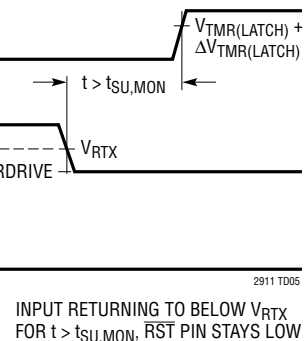 VTMR(LATCH) +
ΔVTMR(LATCH)
t > tSU,MON
VRTX
RDRIVE
2911 TD05
INPUT RETURNING TO BELOW VRTX
FOR t > tSU,MON, R̅S̅T̅ PIN STAYS LOW